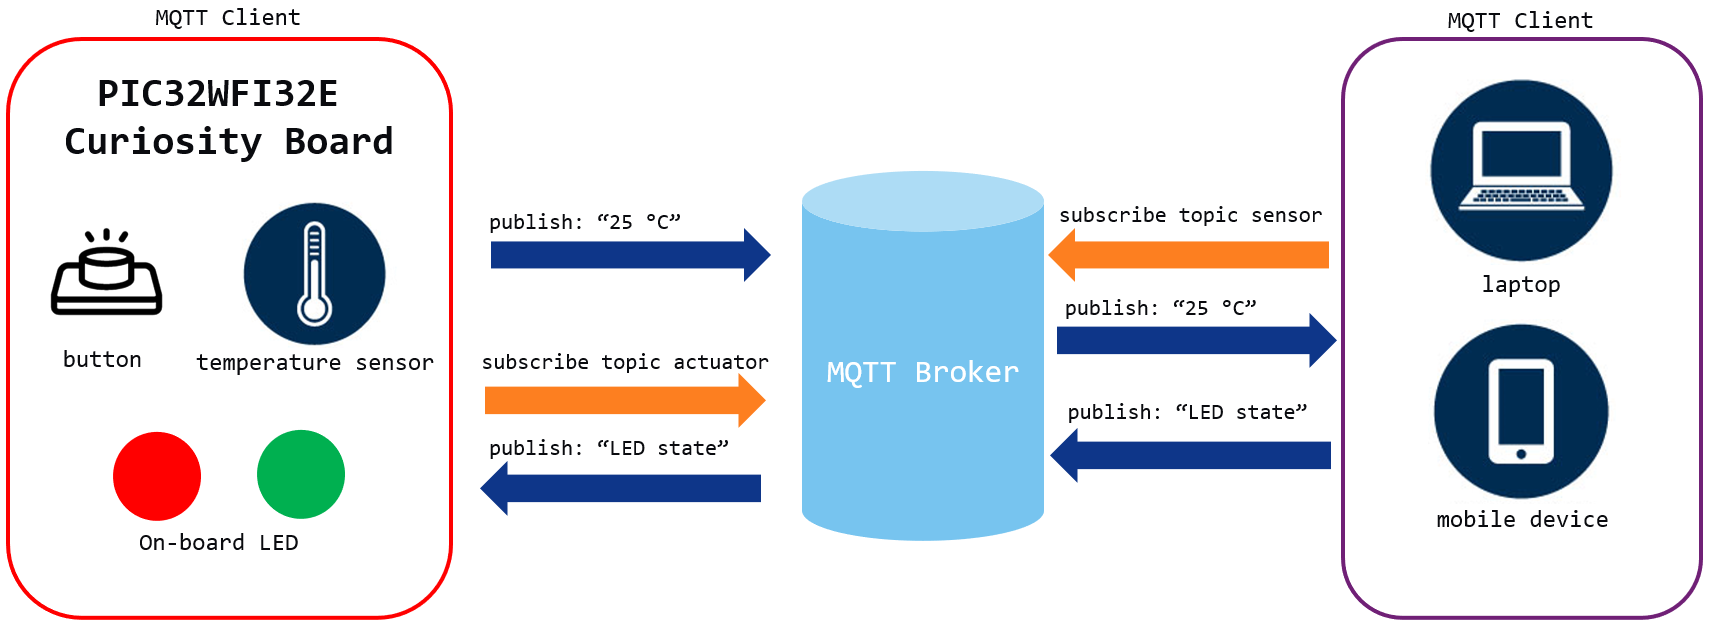 MQTT Client
PIC32WFI32E
Curiosity Board
button
temperature sensor
On-board LED
publish: “25 °C”
subscribe topic actuator
publish: “LED state”
MQTT Broker
subscribe topic sensor
publish: “25 °C”
publish: “LED state”
MQTT Client
laptop
mobile device